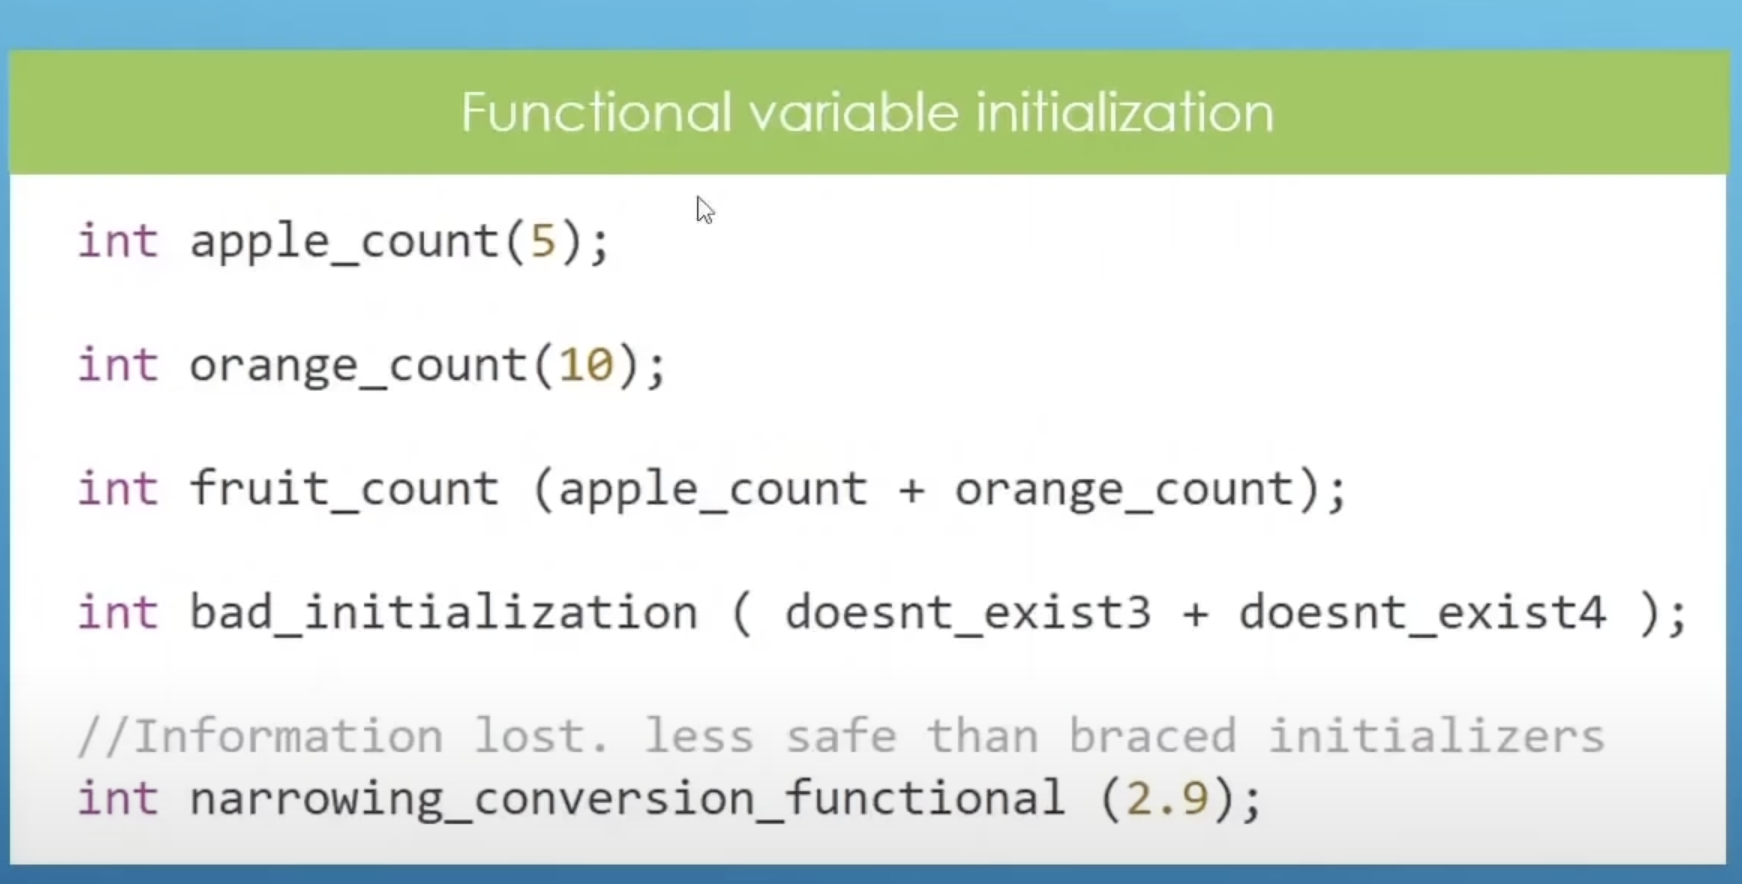 Functional variable initialization
int apple_count(5);
int orange_count(10);
int fruit_count (apple_count + orange_count);
int bad_initialization ( doesnt_exist3 + doesnt_exist4 );
//Information lost. less safe than braced initializers
int narrowing_conversion_functional (2.9);